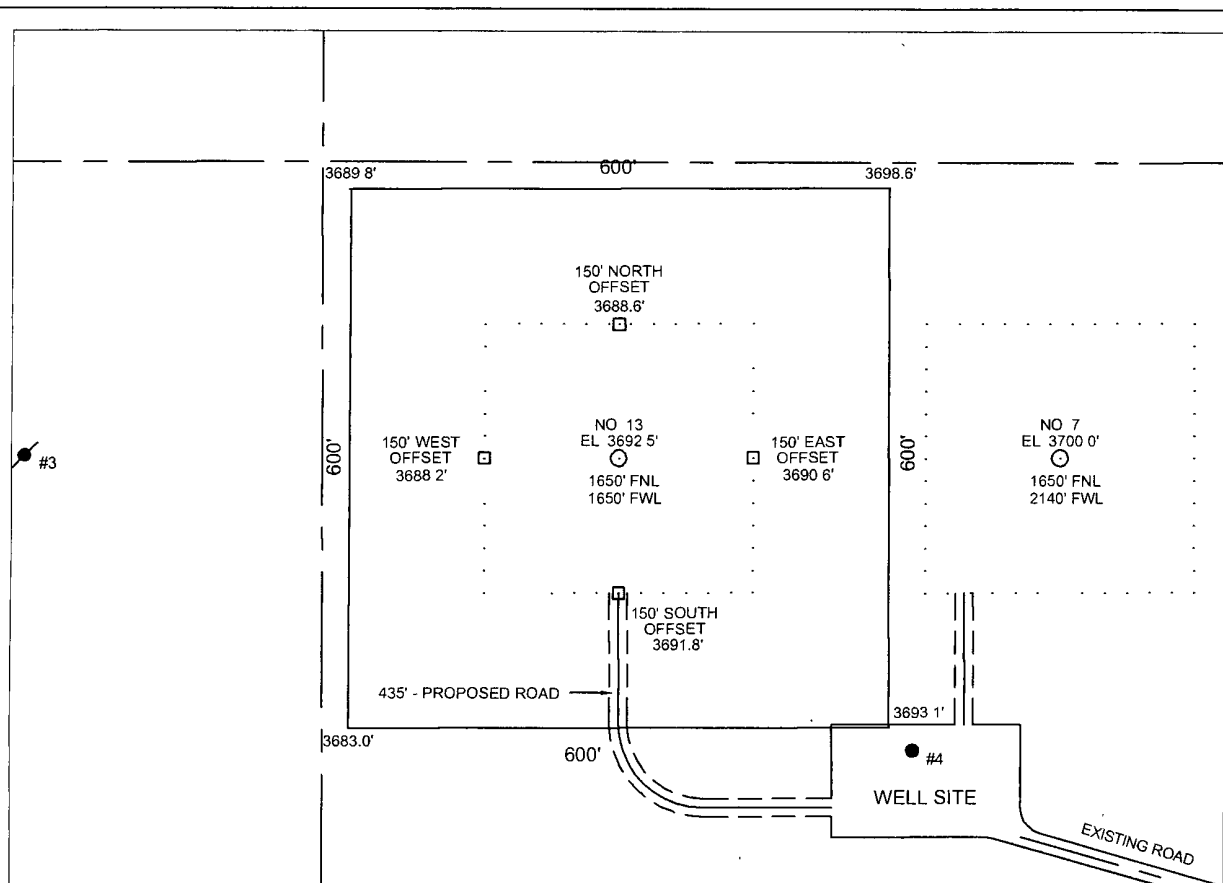 600'
3689 8'
3698.6'
150' NORTH
OFFSET
3688.6'
#3
600'
150' WEST
OFFSET
3688 2'
NO 13
EL 3692 5'
1650' FNL
1650' FWL
150' EAST
OFFSET
3690 6'
600'
NO 7
EL 3700 0'
1650' FNL
2140' FWL
150' SOUTH
OFFSET
3691.8'
435' - PROPOSED ROAD
3693 1'
3683.0'
600'
#4
WELL SITE
EXISTING ROAD